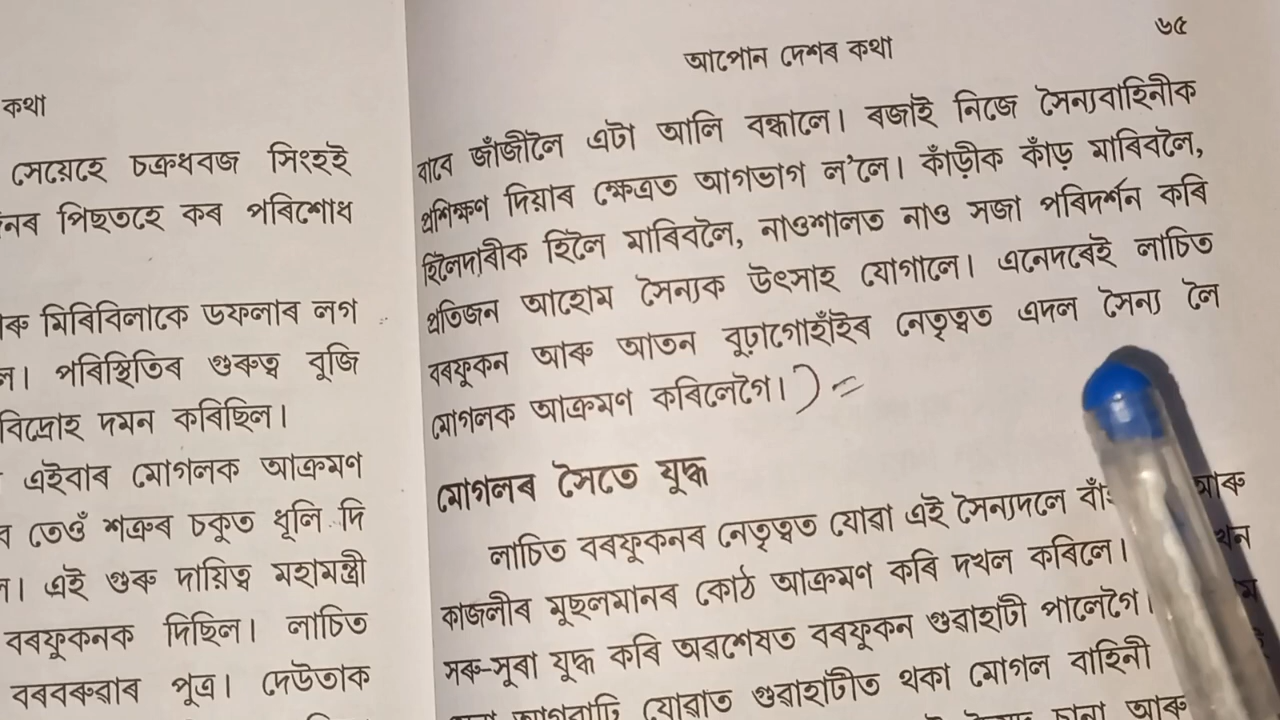 কথা
সেয়েহে চক্ৰধবজ সিংহই
পিছতহে কৰ পৰিশোধ
মিৰিবিলাকে ডফলাৰ লগ
পৰিস্থিতিৰ গুৰুত্ব বুজি
বিদ্ৰোহ দমন কৰিছিল।
এইবাৰ মোগলক আক্ৰমণ
তেওঁ শত্ৰুৰ চকুত ধূলি দি
এই গুৰু দায়িত্ব মহামন্ত্ৰী
বৰফুকনক দিছিল। লাচিত
বৰবৰুৱাৰ পুত্ৰ। দেউতাক
৬৫
আপোন দেশৰ কথা
বাবে জাঁজীলৈ এটা আলি বন্ধালে। ৰজাই নিজে সৈন্যবাহিনীক
প্ৰশিক্ষণ দিয়াৰ ক্ষেত্ৰত আগভাগ ল'লে। কাঁড়ীক কাঁড় মাৰিবলৈ,
হিলৈদাৰীক হিলৈ মাৰিবলৈ, নাওশালত নাও সজা পৰিদৰ্শন কৰি
প্ৰতিজন আহোম সৈন্যক উৎসাহ যোগালে। এনেদৰেই লাচিত
বৰফুকন আৰু আতন বুঢ়াগোহাঁইৰ নেতৃত্বত এদল সৈন্য লৈ
মোগলক আক্ৰমণ কৰিলেগৈ।
মোগলৰ সৈতে যুদ্ধ
লাচিত বৰফুকনৰ নেতৃত্বত যোৱা এই সৈন্যদলে আৰু
কাজলীৰ মুছলমানৰ কোঠ আক্ৰমণ কৰি দখল কৰিলে।
সৰু-সুৰা যুদ্ধ কৰি অৱশেষত বৰফুকন গুৱাহাটী পালেগৈ।
আগবাঢ়ি যোৱাত গুৱাহাটীত থকা মোগল বাহিনী
আৰু